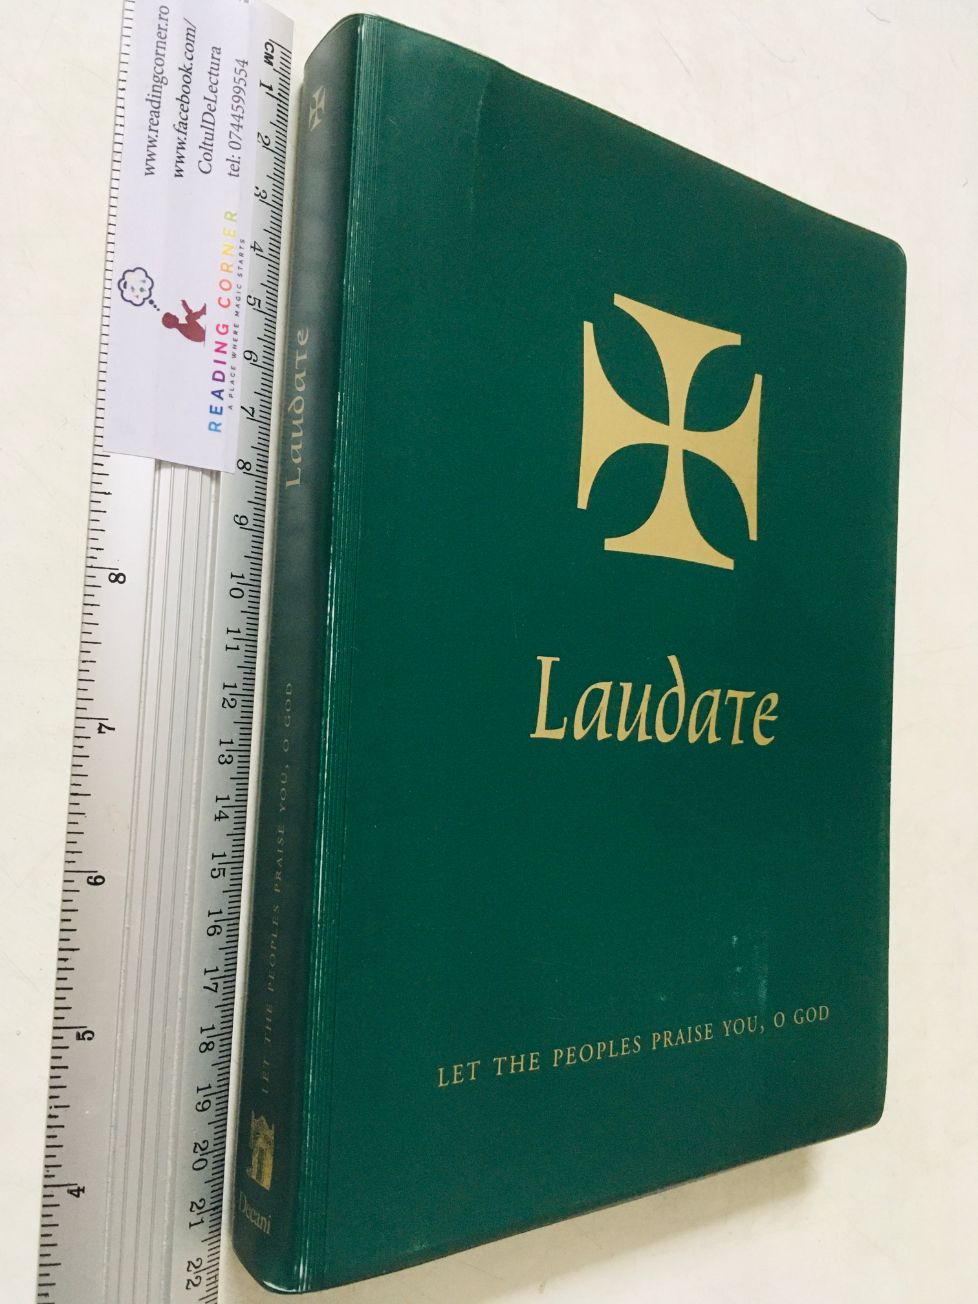 www.readingcorner.ro
www.facebook.com/
ColtulDeLectura
tel: 0744599554
READING CORNER
A PLACE WHERE MAGIC STARTS
CM 1 2 3 4 5 6 7 8 9 10 11 12 13 14 15 16 17 18 19 20 21 22
8 7 6 5 4
Laudate
LET THE PEOPLES PRAISE YOU, O GOD
Decani
Laudate
LET THE PEOPLES PRAISE YOU, O GOD